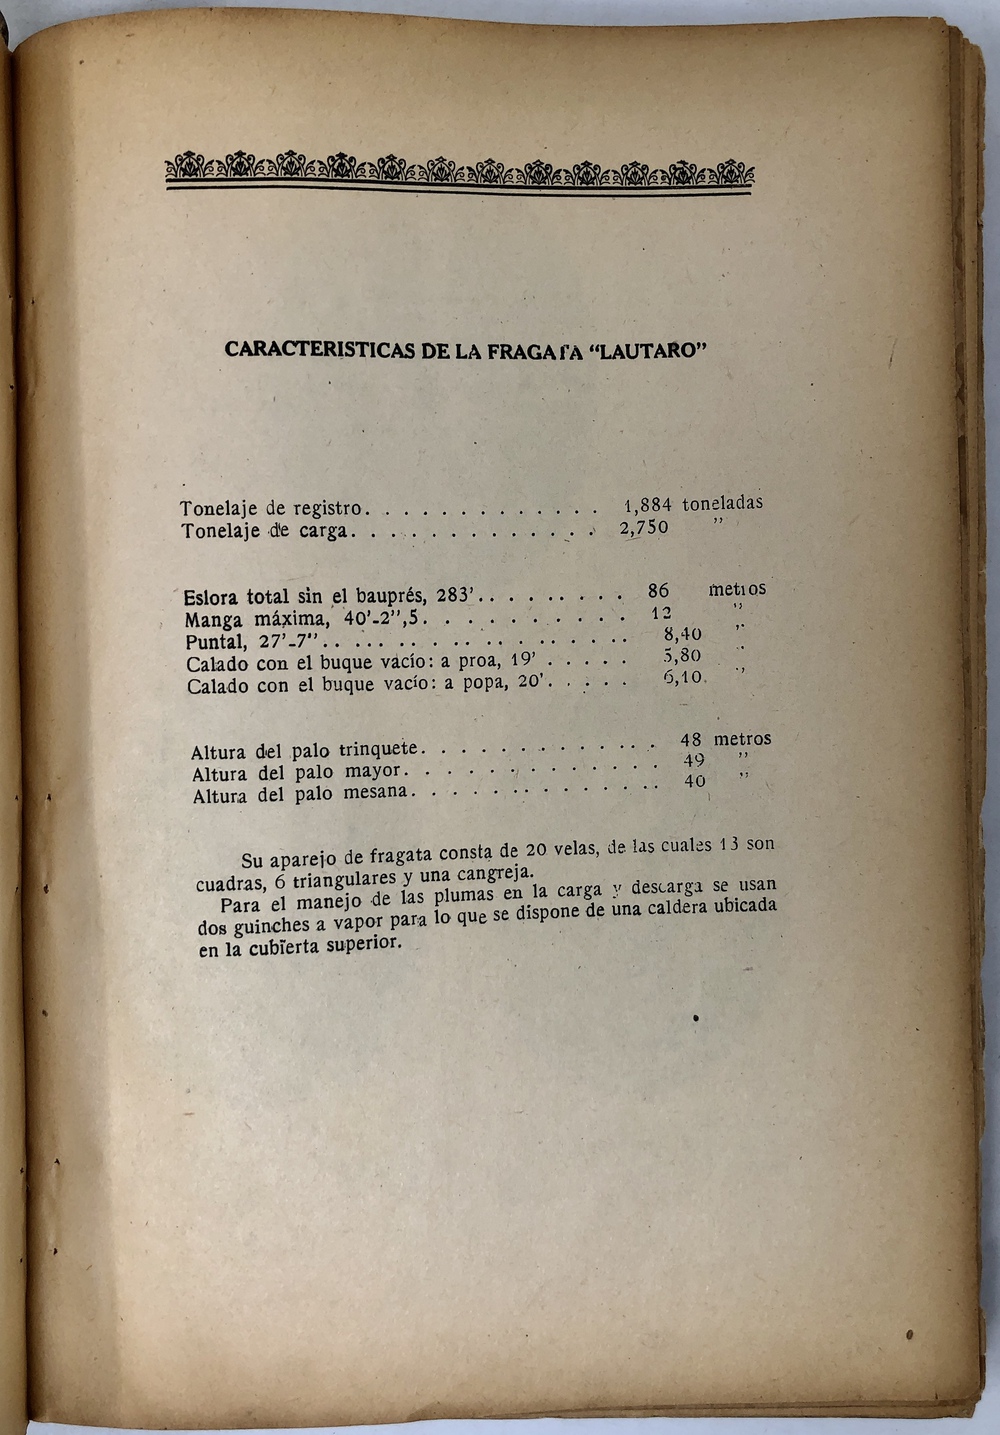 CARACTERISTICAS DE LA FRAGATA “LAUTARO”
Tonelaje de registro. . . . . . . . . . . . . 1,884 toneladas
Tonelaje de carga. . . . . . . . . . . . . 2,750 ”
Eslora total sin el bauprés, 283’. . . . . . . . . 86 metros
Manga máxima, 40’-2”,5. . . . . . . . . . 12 ”
Puntal, 27’-7”. . . . . . . . . . . . . . . . . . 8,40 ”
Calado con el buque vacío: a proa, 19’ . . . . . 5,80 ”
Calado con el buque vacío: a popa, 20’. . . . . 6,10 ”
Altura del palo trinquete. . . . . . . . . . . . . 48 metros
Altura del palo mayor. . . . . . . . . . . . . 49 ”
Altura del palo mesana. . . . . . . . . . . . . . 40 ”
Su aparejo de fragata consta de 20 velas, de las cuales 13 son
cuadras, 6 triangulares y una cangreja.
Para el manejo de las plumas en la carga y descarga se usan
dos guinches a vapor para lo que se dispone de una caldera ubicada
en la cubierta superior.